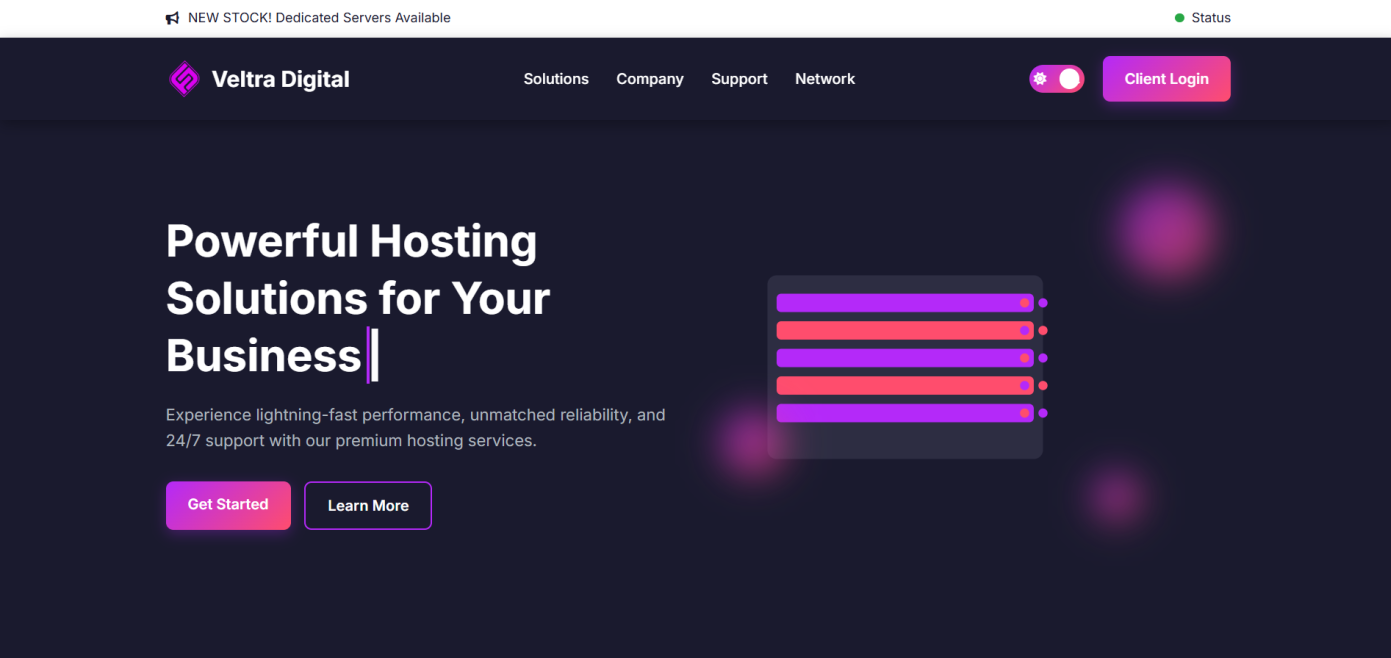 NEW STOCK! Dedicated Servers Available
Status
Veltra Digital
Solutions
Company
Support
Network
Client Login
Powerful Hosting
Solutions for Your
Business
Experience lightning-fast performance, unmatched reliability, and
24/7 support with our premium hosting services.
Get Started
Learn More